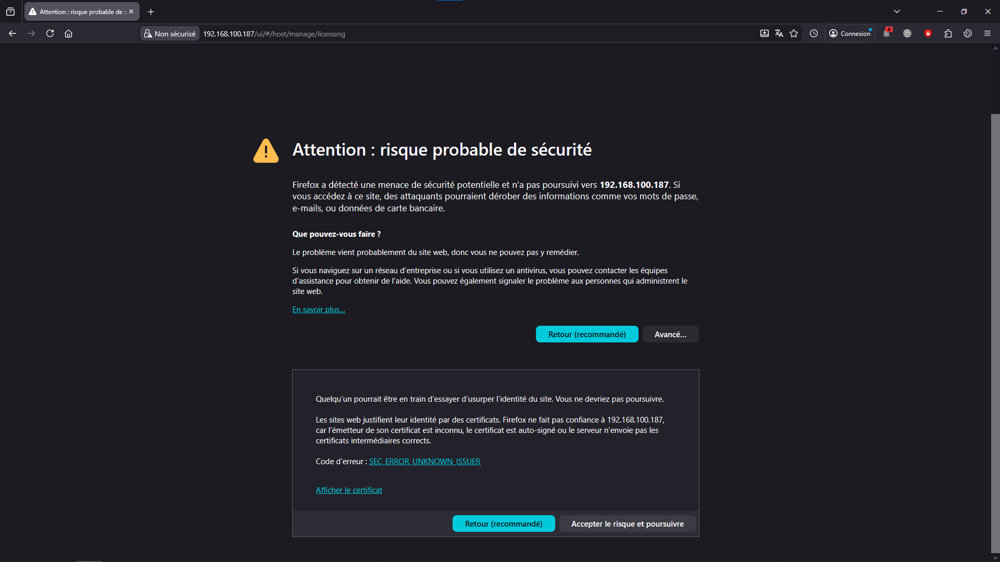 Attention : risque probable de s
Non sécurisé
192.168.100.187/ui/#/host/manage/licensing
Connexion
0
Attention : risque probable de sécurité
Firefox a détecté une menace de sécurité potentielle et n’a pas poursuivi vers 192.168.100.187. Si
vous accédez à ce site, des attaquants pourraient dérober des informations comme vos mots de passe,
e-mails, ou données de carte bancaire.
Que pouvez-vous faire ?
Le problème vient probablement du site web, donc vous ne pouvez pas y remédier.
Si vous naviguez sur un réseau d’entreprise ou si vous utilisez un antivirus, vous pouvez contacter les équipes
d’assistance pour obtenir de l’aide. Vous pouvez également signaler le problème aux personnes qui administrent le
site web.
En savoir plus…
Retour (recommandé)
Avancé…
Quelqu’un pourrait être en train d’essayer d’usurper l’identité du site. Vous ne devriez pas poursuivre.
Les sites web justifient leur identité par des certificats. Firefox ne fait pas confiance à 192.168.100.187,
car l’émetteur de son certificat est inconnu, le certificat est auto-signé ou le serveur n’envoie pas les
certificats intermédiaires corrects.
Code d’erreur : SEC_ERROR_UNKNOWN_ISSUER
Afficher le certificat
Retour (recommandé)
Accepter le risque et poursuivre